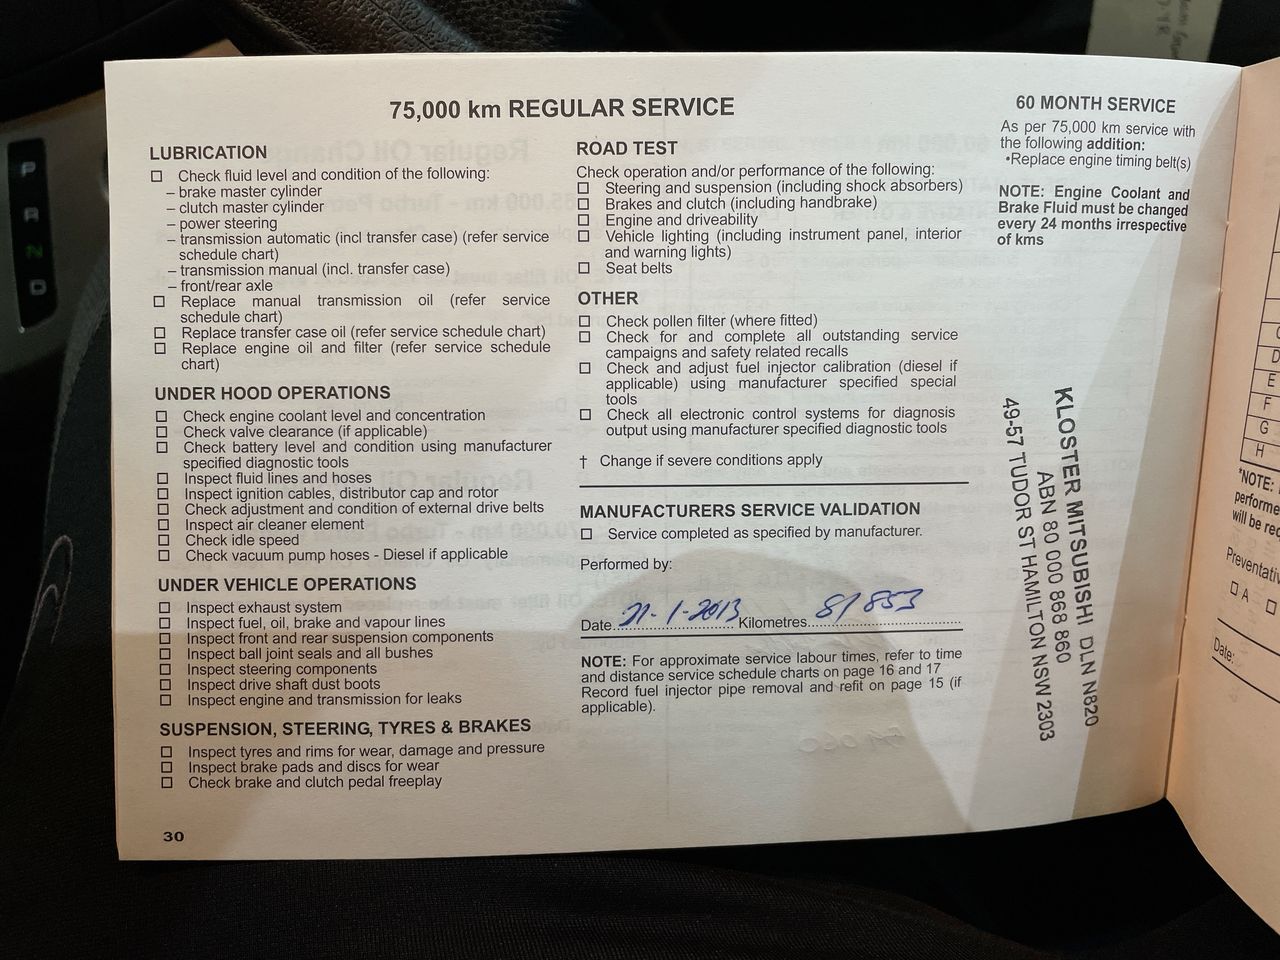 75,000 km REGULAR SERVICE
LUBRICATION
☐ Check fluid level and condition of the following:
– brake master cylinder
– clutch master cylinder
– power steering
– transmission automatic (incl transfer case) (refer service
schedule chart)
– transmission manual (incl. transfer case)
– front/rear axle
☐ Replace manual transmission oil (refer service
schedule chart)
☐ Replace transfer case oil (refer service schedule chart)
☐ Replace engine oil and filter (refer service schedule
chart)
UNDER HOOD OPERATIONS
☐ Check engine coolant level and concentration
☐ Check valve clearance (if applicable)
☐ Check battery level and condition using manufacturer
specified diagnostic tools
☐ Inspect fluid lines and hoses
☐ Inspect ignition cables, distributor cap and rotor
☐ Check adjustment and condition of external drive belts
☐ Inspect air cleaner element
☐ Check idle speed
☐ Check vacuum pump hoses - Diesel if applicable
UNDER VEHICLE OPERATIONS
☐ Inspect exhaust system
☐ Inspect fuel, oil, brake and vapour lines
☐ Inspect front and rear suspension components
☐ Inspect ball joint seals and all bushes
☐ Inspect steering components
☐ Inspect drive shaft dust boots
☐ Inspect engine and transmission for leaks
SUSPENSION, STEERING, TYRES & BRAKES
☐ Inspect tyres and rims for wear, damage and pressure
☐ Inspect brake pads and discs for wear
☐ Check brake and clutch pedal freeplay
30
ROAD TEST
Check operation and/or performance of the following:
☐ Steering and suspension (including shock absorbers)
☐ Brakes and clutch (including handbrake)
☐ Engine and driveability
☐ Vehicle lighting (including instrument panel, interior
and warning lights)
☐ Seat belts
OTHER
☐ Check pollen filter (where fitted)
☐ Check for and complete all outstanding service
campaigns and safety related recalls
☐ Check and adjust fuel injector calibration (diesel if
applicable) using manufacturer specified special
tools
☐ Check all electronic control systems for diagnosis
output using manufacturer specified diagnostic tools
† Change if severe conditions apply
MANUFACTURERS SERVICE VALIDATION
☐ Service completed as specified by manufacturer.
Performed by:
Date 21-1-2013 Kilometres 81853
NOTE: For approximate service labour times, refer to time
and distance service schedule charts on page 16 and 17
Record fuel injector pipe removal and refit on page 15 (if
applicable).
60 MONTH SERVICE
As per 75,000 km service with
the following addition:
•Replace engine timing belt(s)
NOTE: Engine Coolant and
Brake Fluid must be changed
every 24 months irrespective
of kms
KLOSTER MITSUBISHI DLN N820
ABN 80 000 868 860
49-57 TUDOR ST HAMILTON NSW 2303
D
E
F
G
H
*NOTE:
performe
will be req
Preventati
☐ A ☐
Date:
P
R
N
D